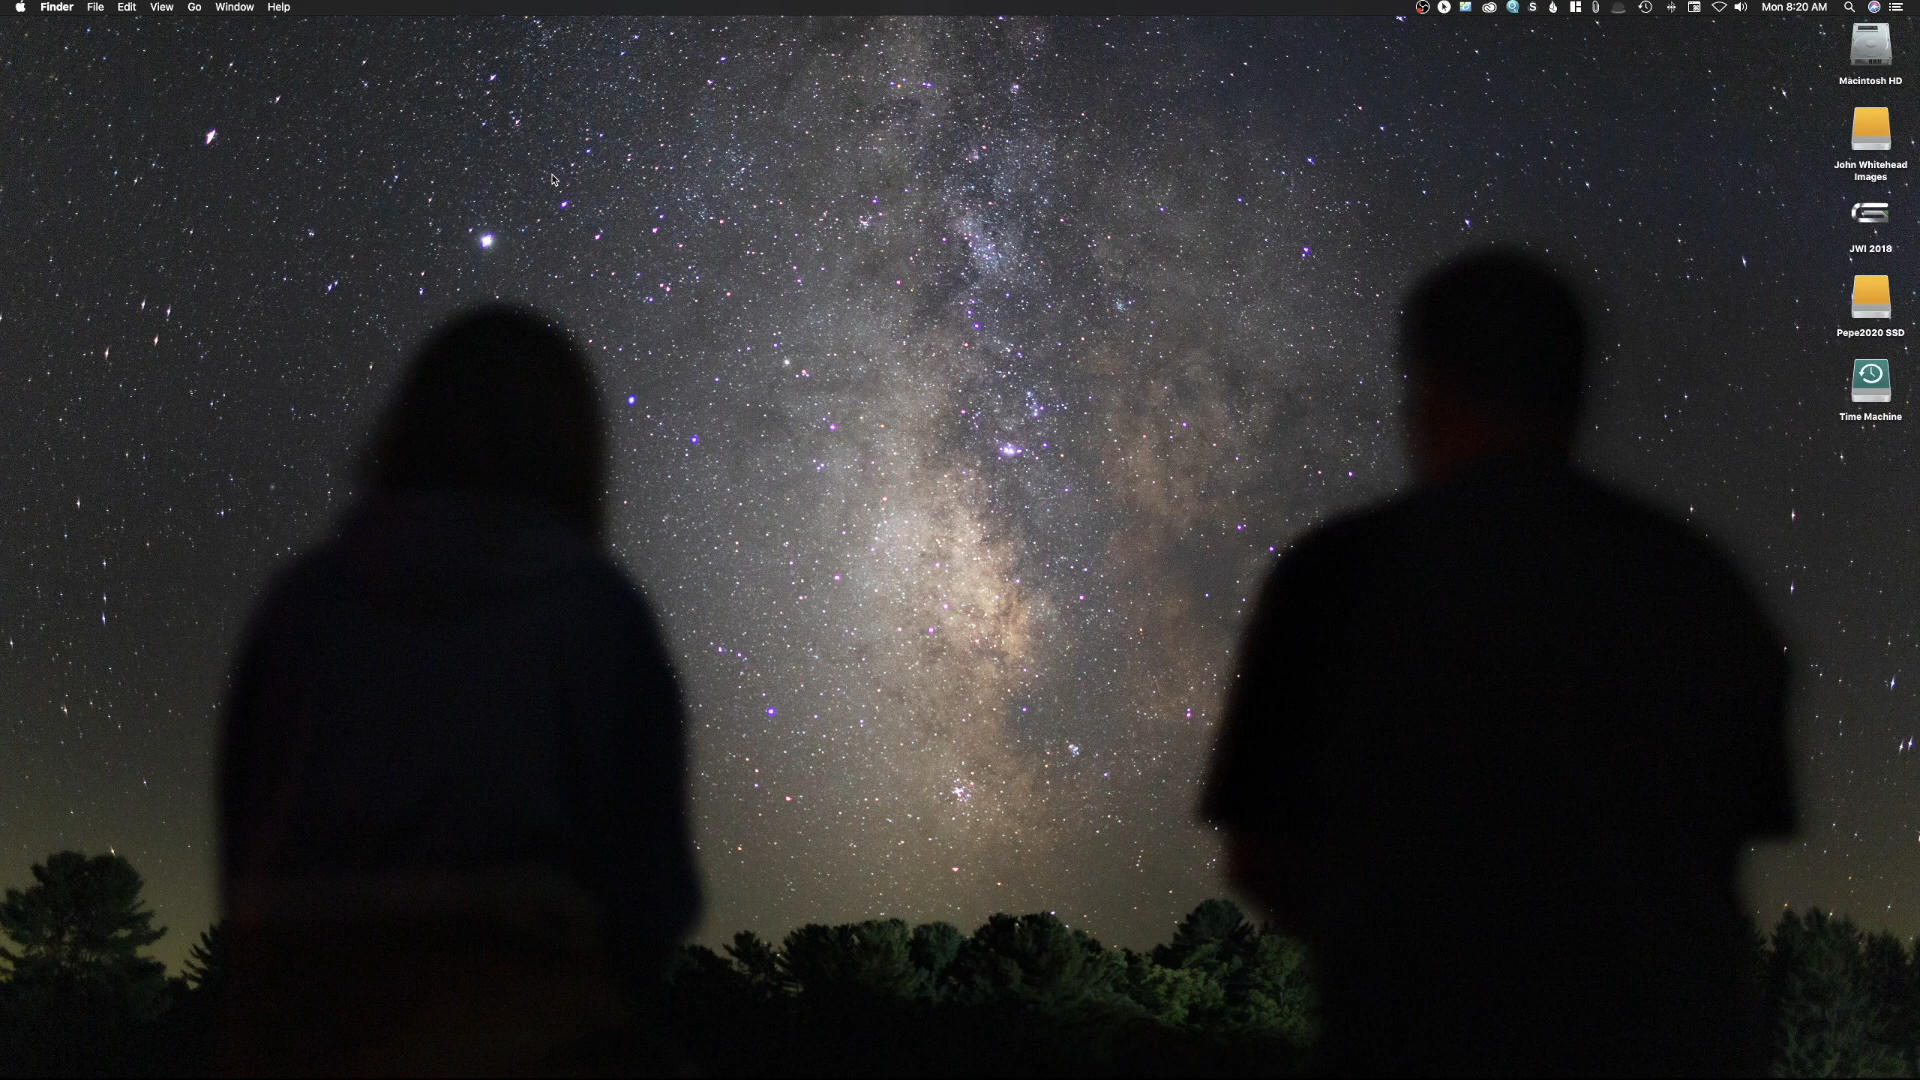 Finder File Edit View Go Window Help Mon 8:20 AM
Macintosh HD
John Whitehead
Images
JWI 2018
Pepe2020 SSD
Time Machine